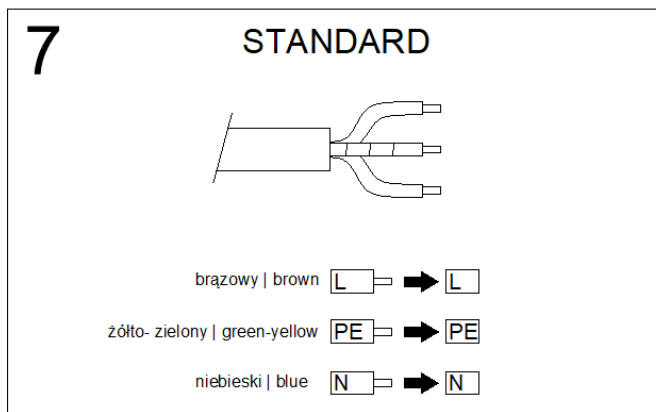 7
STANDARD
brązowy | brown L L
żółto- zielony | green-yellow PE PE
niebieski | blue N N